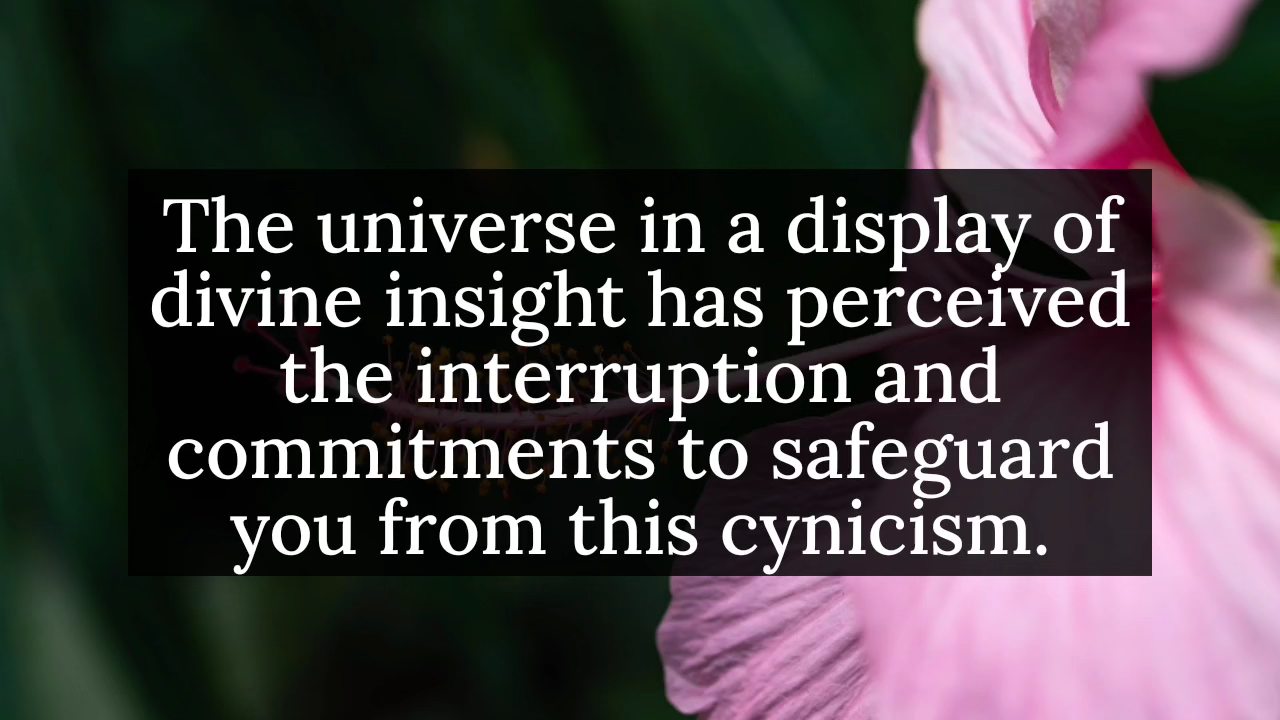 The universe in a display of
divine insight has perceived
the interruption and
commitments to safeguard
you from this cynicism.